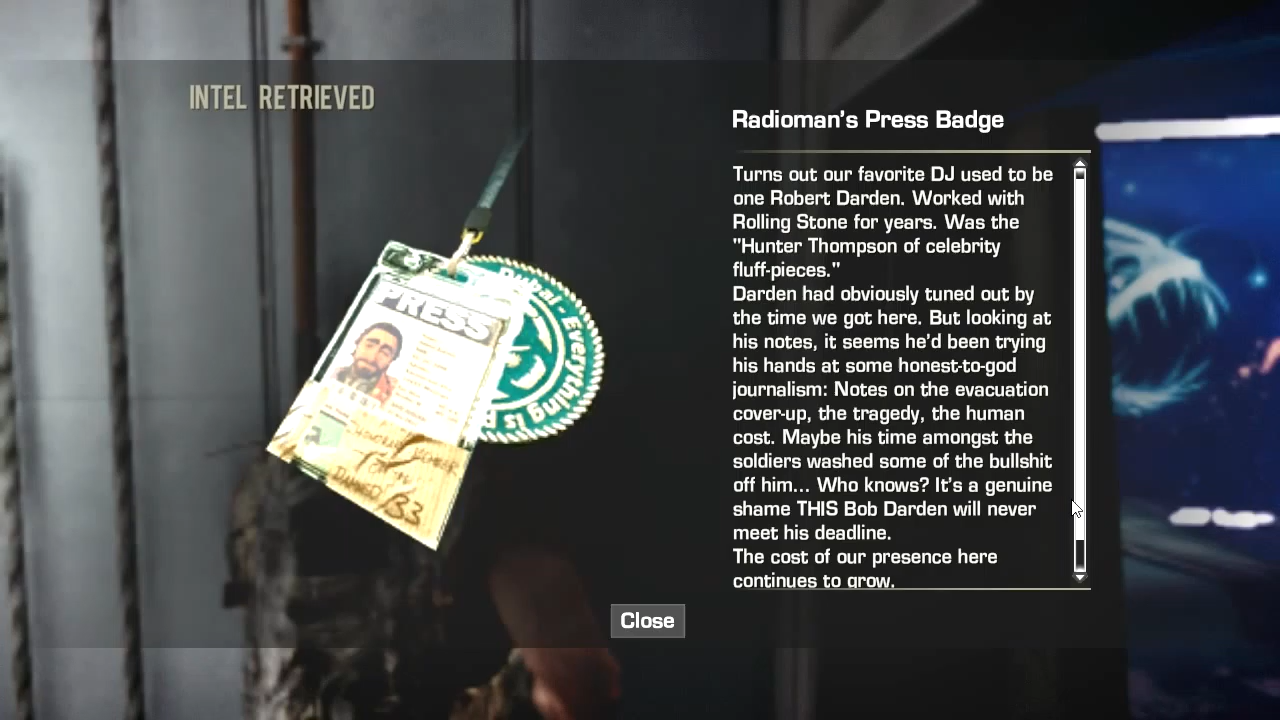 INTEL RETRIEVED
Radioman's Press Badge
Turns out our favorite DJ used to be
one Robert Darden. Worked with
Rolling Stone for years. Was the
"Hunter Thompson of celebrity
fluff-pieces."
Darden had obviously tuned out by
the time we got here. But looking at
his notes, it seems he'd been trying
his hands at some honest-to-god
journalism: Notes on the evacuation
cover-up, the tragedy, the human
cost. Maybe his time amongst the
soldiers washed some of the bullshit
off him... Who knows? It's a genuine
shame THIS Bob Darden will never
meet his deadline.
The cost of our presence here
continues to grow.
PRESS
Dubai - Everything is
Close